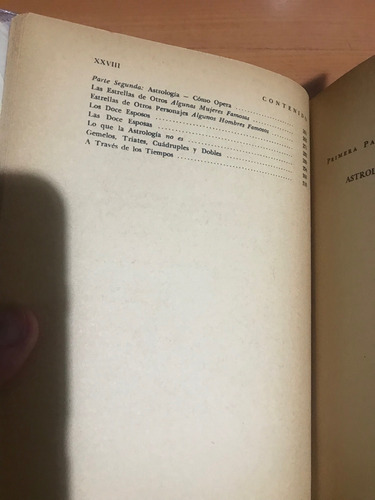 XXVIII
CONTENID
Parte Segunda: Astrología — Cómo Opera
Las Estrellas de Otros Algunas Mujeres Famosas
Estrellas de Otros Personajes Algunos Hombres Famosos
Los Doce Esposos
Las Doce Esposas
Lo que la Astrología no es
Gemelos, Triates, Cuádruples y Dobles
A Través de los Tiempos
PRIMERA PA
ASTROL